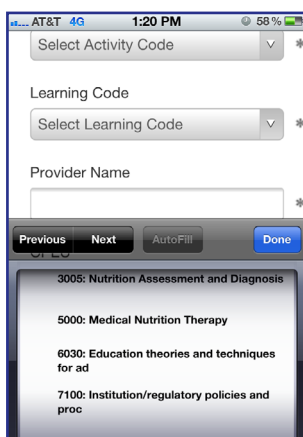 AT&T 4G 1:20 PM 58%
Select Activity Code *
Learning Code
Select Learning Code *
Provider Name
*
Previous Next AutoFill Done
3005: Nutrition Assessment and Diagnosis
5000: Medical Nutrition Therapy
6030: Education theories and techniques
for ad
7100: Institution/regulatory policies and
proc